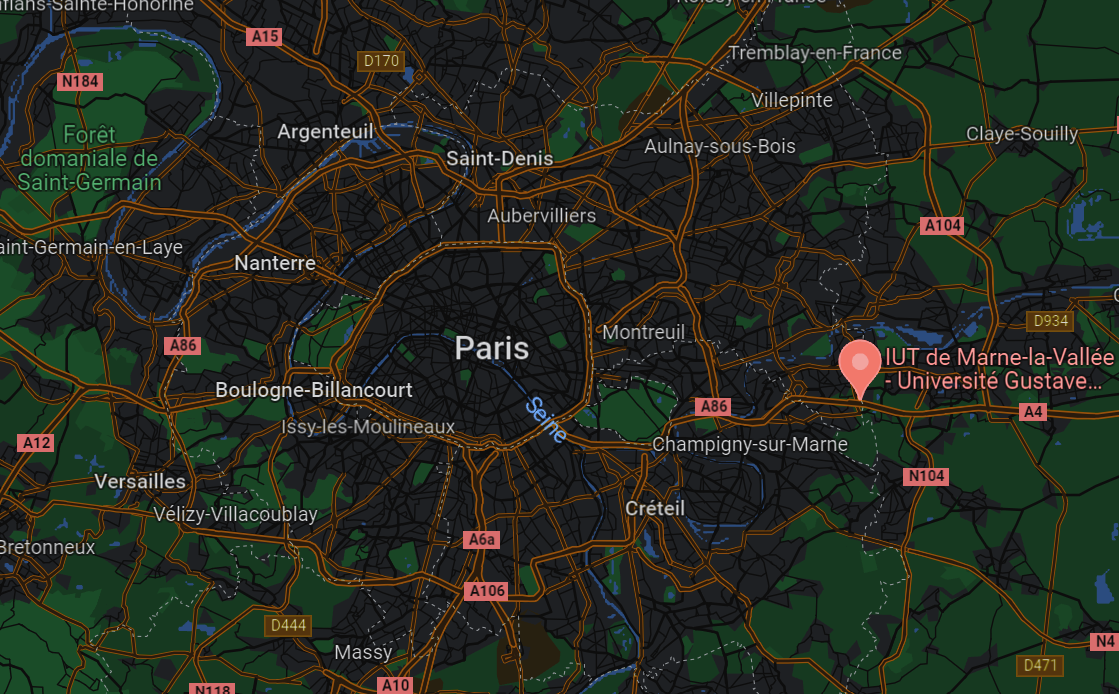 flans-Sainte-Honorine
A15
D170
N184
Tremblay-en-France
Villepinte
Argenteuil
Claye-Souilly
Forêt
domaniale de
Saint-Germain
Saint-Denis
Aulnay-sous-Bois
Aubervilliers
A104
aint-Germain-en-Laye
Nanterre
D934
Montreuil
A86
Paris
IUT de Marne-la-Vallée
- Université Gustave...
Boulogne-Billancourt
A86
A4
Seine
Issy-les-Moulineaux
A12
Champigny-sur-Marne
Versailles
N104
Créteil
Vélizy-Villacoublay
A6a
Bretonneux
A106
D444
N4
Massy
D471
A10
N118